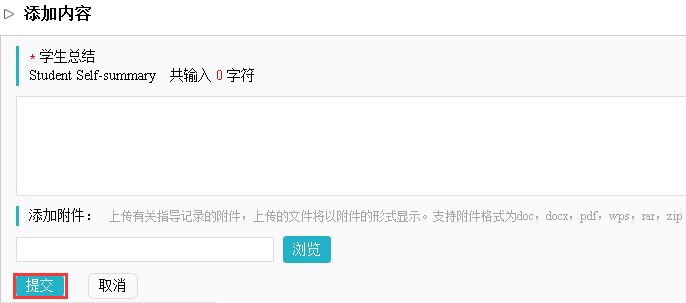 添加内容
* 学生总结
Student Self-summary 共输入 0 字符
添加附件： 上传有关指导记录的附件，上传的文件将以附件的形式显示。支持附件格式为doc，docx，pdf，wps，rar，zip
浏览
提交 取消